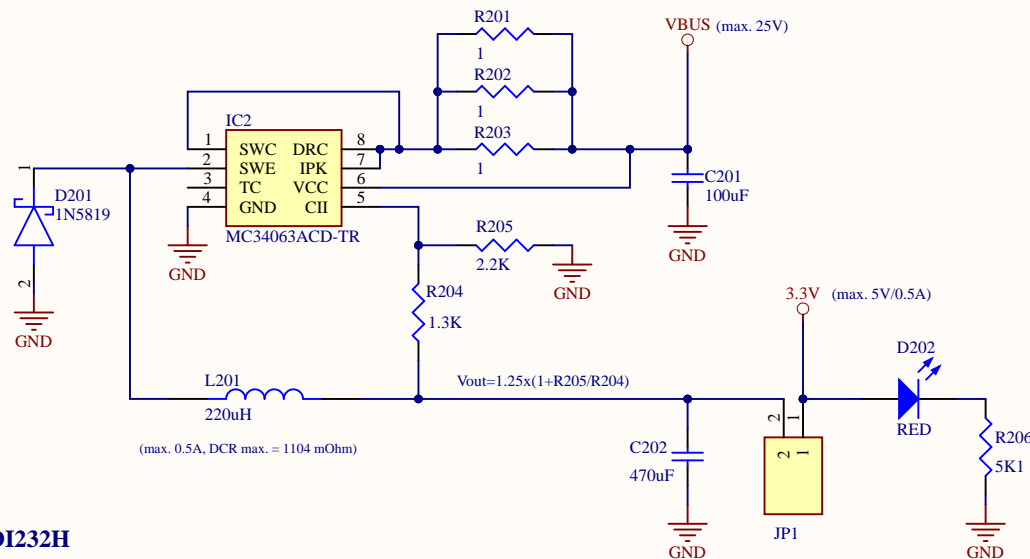 R201
1
R202
1
R203
1
VBUS (max. 25V)
C201
100uF
GND
IC2
1 SWC DRC 8
2 SWE IPK 7
3 TC VCC 6
4 GND CII 5
MC34063ACD-TR
GND
1
D201
1N5819
2
GND
R205
2.2K
GND
R204
1.3K
3.3V (max. 5V/0.5A)
L201
220uH
(max. 0.5A, DCR max. = 1104 mOhm)
Vout=1.25x(1+R205/R204)
C202
470uF
GND
2 1
2 1
JP1
D202
RED
R206
5K1
GND
DI232H